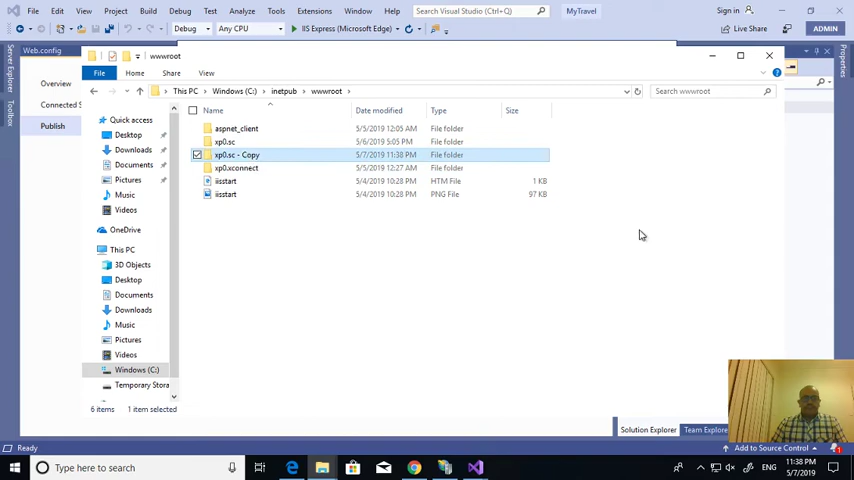 File Edit View Project Build Debug Test Analyze Tools Extensions Window Help Search Visual Studio (Ctrl+Q) MyTravel Sign in
Debug Any CPU IIS Express (Microsoft Edge) Live Share ADMIN
Web.config
wwwroot
File Home Share View
This PC Windows (C:) inetpub wwwroot Search wwwroot
Server Explorer
Toolbox
Properties
Overview
Connected S
Publish
Name Date modified Type Size
Quick access
Desktop
Downloads
Documents
Pictures
Music
Videos
OneDrive
This PC
3D Objects
Desktop
Documents
Downloads
Music
Pictures
Videos
Windows (C:)
Temporary Stora
aspnet_client 5/5/2019 12:05 AM File folder
xp0.sc 5/6/2019 5:05 PM File folder
xp0.sc - Copy 5/7/2019 11:38 PM File folder
xp0.xconnect 5/5/2019 12:27 AM File folder
iisstart 5/4/2019 10:28 PM HTM File 1 KB
iisstart 5/4/2019 10:28 PM PNG File 97 KB
6 items 1 item selected
Solution Explorer Team Explore
Ready Add to Source Control 1
Type here to search ENG 11:38 PM
5/7/2019